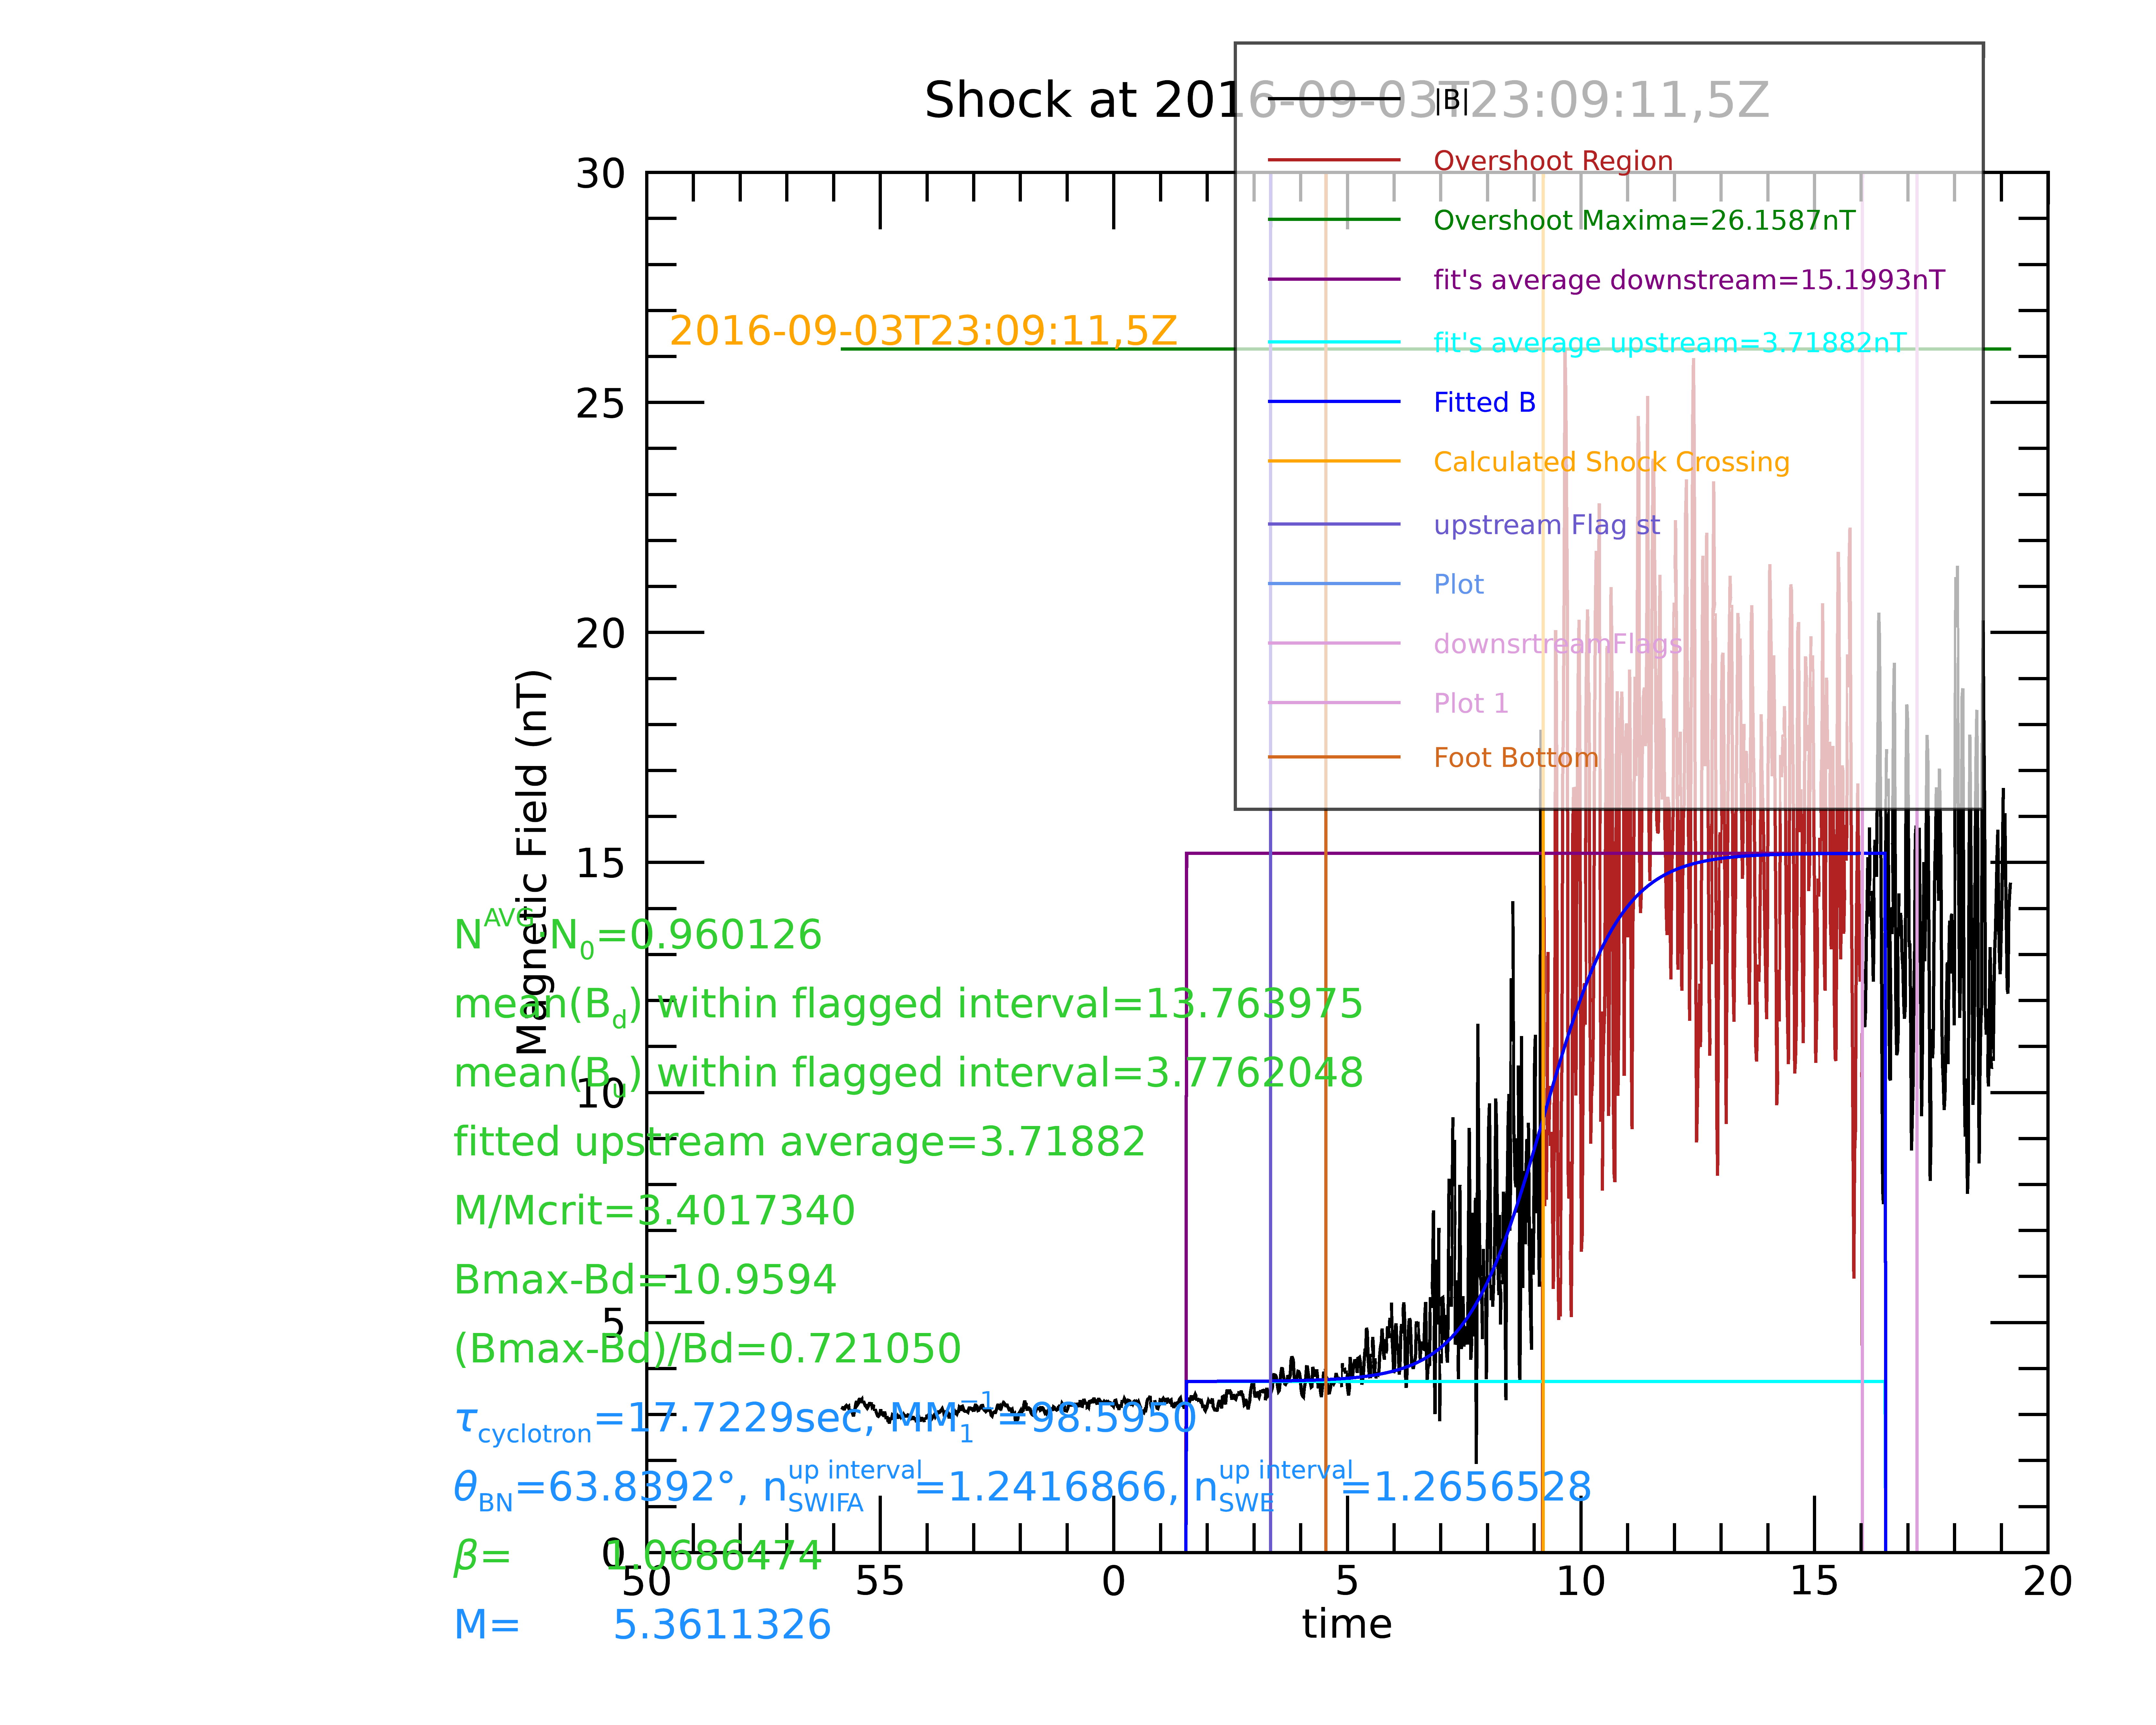 Shock at 2016-09-03T23:09:11,5Z
|B|
Overshoot Region
Overshoot Maxima=26.1587nT
fit's average downstream=15.1993nT
fit's average upstream=3.71882nT
Fitted B
Calculated Shock Crossing
upstream Flag st
Plot
downsrtreamFlags
Plot 1
Foot Bottom
2016-09-03T23:09:11,5Z
30
25
20
15
10
5
0
Magnetic Field (nT)
N^AVG·N_0=0.960126
mean(B_d) within flagged interval=13.763975
mean(B_u) within flagged interval=3.7762048
fitted upstream average=3.71882
M/Mcrit=3.4017340
Bmax-Bd=10.9594
(Bmax-Bd)/Bd=0.721050
τ_cyclotron=17.7229sec, MM_1^−1=98.5950
θ_BN=63.8392°, n_SWIFA^up interval=1.2416866, n_SWE^up interval=1.2656528
β= 1.0686474
M= 5.3611326
50 55 0 5 10 15 20
time